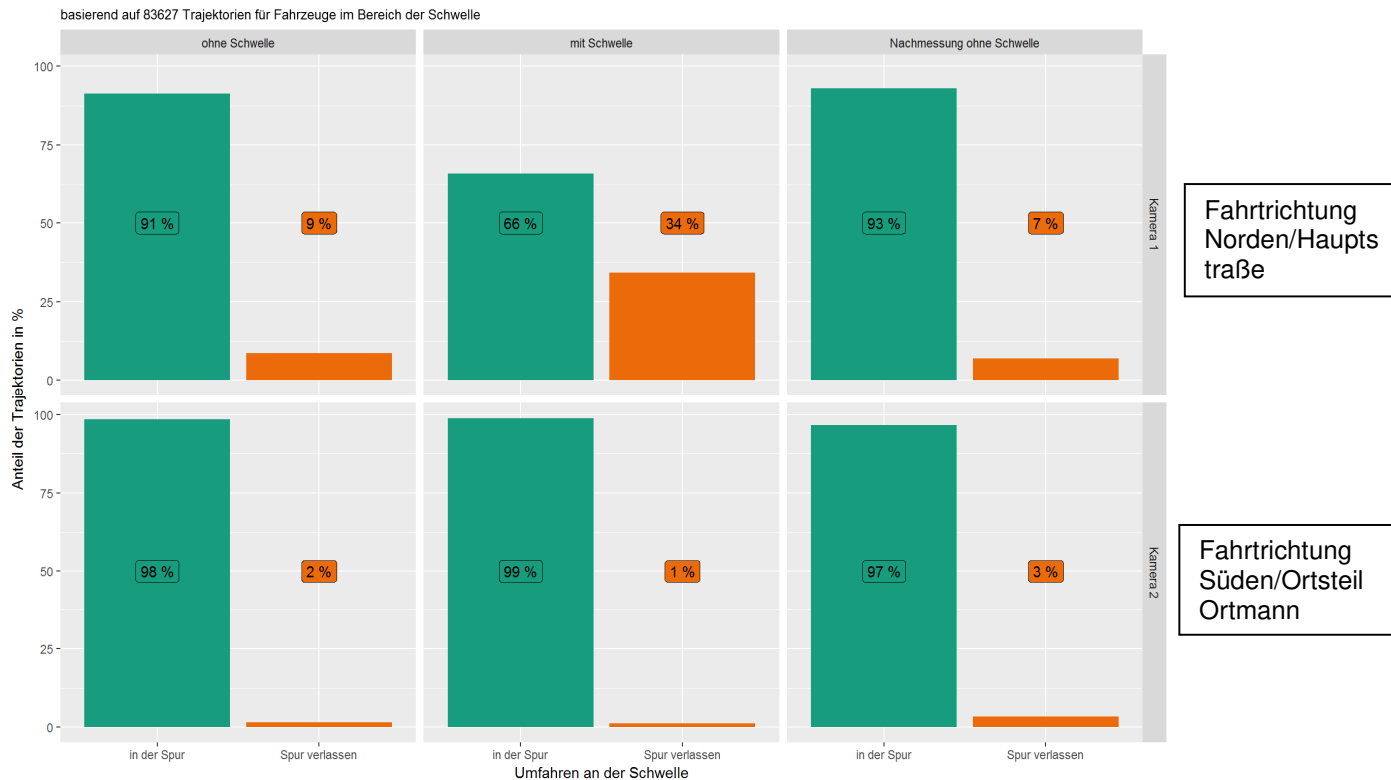 basierend auf 83627 Trajektorien für Fahrzeuge im Bereich der Schwelle
ohne Schwelle
mit Schwelle
Nachmessung ohne Schwelle
Anteil der Trajektorien in %
100
75
50
25
0
91 %
9 %
66 %
34 %
93 %
7 %
Kamera 1
Fahrtrichtung
Norden/Haupts
traße
100
75
50
25
0
98 %
2 %
99 %
1 %
97 %
3 %
Kamera 2
Fahrtrichtung
Süden/Ortsteil
Ortmann
in der Spur
Spur verlassen
in der Spur
Spur verlassen
in der Spur
Spur verlassen
Umfahren an der Schwelle